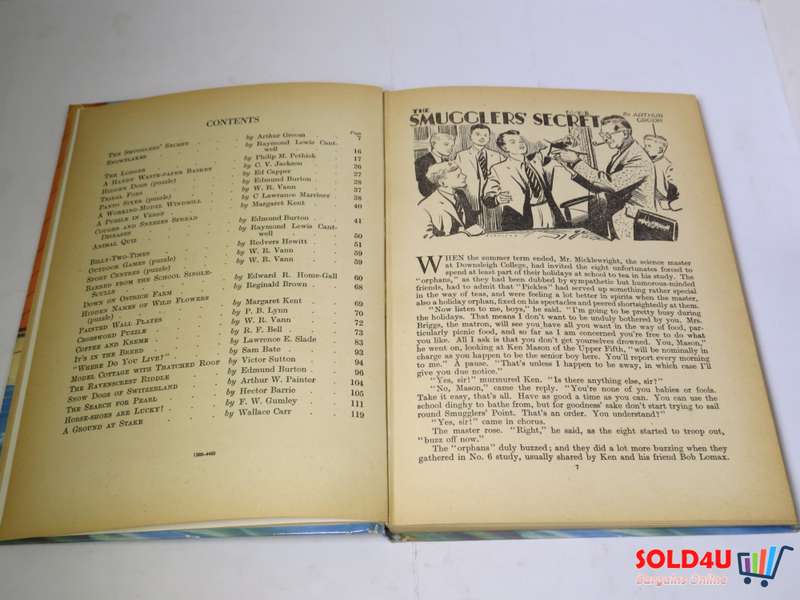 CONTENTS
Page
THE SMUGGLERS' SECRET . . by Arthur Groom 7
SNOWFLAKES . . by Raymond Lewis Cant-
well 16
THE LODGER . . by Philip M. Pethick 17
A HANDY WASTE-PAPER BASKET . . by C. V. Jackson 26
HIDDEN DOGS (puzzle) . . by Ed Capper 27
TRIBAL FOES . . by Edmund Burton 28
PANTO SIXES (puzzle) . . by W. R. Vann 37
A WORKING-MODEL WINDMILL . . by C Lawrance Marriner 38
A PUZZLE IN VERSE . . by Margaret Kent 40
COUGHS AND SNEEZES SPREAD
DISEASES . . by Edmund Burton 41
ANIMAL QUIZ . . by Raymond Lewis Cant-
well 50
BILLY-TWO-TIMES . . by Redvers Hewitt 51
OUTDOOR GAMES (puzzle) . . by W. R. Vann 59
SPORT CENTRES (puzzle) . . by W. R. Vann 59
BARRED FROM THE SCHOOL SINGLE-
SCULLS . . by Edward R. Home-Gall 60
DOWN ON OSTRICH FARM . . by Reginald Brown 68
HIDDEN NAMES OF WILD FLOWERS
(puzzle) . . by Margaret Kent 69
PAINTED WALL PLATES . . by P. B. Lynn 70
CROSSWORD PUZZLE . . by W. R. Vann 72
COFFEE AND KREME . . by R. F. Bell 73
IT'S IN THE BREED . . by Lawrence E. Slade 83
"WHERE DO YOU LIVE?" . . by Sam Bate
MODEL COTTAGE WITH THATCHED ROOF . . by Victor Sutton 94
THE RAVENSCREST RIDDLE . . by Edmund Burton 96
SNOW DOGS OF SWITZERLAND . . by Arthur W. Painter 104
THE SEARCH FOR PEARL . . by Hector Barrie 105
HORSE-SHOES ARE LUCKY! . . by F. W. Gumley 111
A GROUND AT STAKE . . by Wallace Carr 119
THE
SMUGGLERS' SECRET
By ARTHUR
GROOM
WHEN the summer term ended, Mr. Micklewright, the science master
at Downsleigh College, had invited the eight unfortunates forced to
spend at least part of their holidays at school to tea in his study. The
"orphans," as they had been dubbed by sympathetic but humorous-minded
friends, had to admit that "Pickles" had served up something rather special
in the way of teas, and were feeling a lot better in spirits when the master,
also a holiday orphan, fixed on his spectacles and peered shortsightedly at them.
"Now listen to me, boys," he said. "I'm going to be pretty busy during
the holidays. That means I don't want to be unduly bothered by you. Mrs.
Briggs, the matron, will see you have all you want in the way of food, par-
ticularly picnic food, and so far as I am concerned you're free to do what
you like. All I ask is that you don't get yourselves drowned. You, Mason,"
he went on, looking at Ken Mason of the Upper Fifth, "will be nominally in
charge as you happen to be the senior boy here. You'll report every morning
to me." A pause. "That's unless I happen to be away, in which case I'll
give you due notice."
"Yes, sir!" murmured Ken. "Is there anything else, sir?"
"No, Mason," came the reply. "You're none of you babies or fools.
Take it easy, that's all. Have as good a time as you can. You can use the
school dinghy to bathe from, but for goodness' sake don't start trying to sail
round Smugglers' Point. That's an order. You understand?"
"Yes, sir!" came in chorus.
The master rose. "Right," he said, as the eight started to troop out,
"buzz off now."
The "orphans" duly buzzed; and they did a lot more buzzing when they
gathered in No. 6 study, usually shared by Ken and his friend Bob Lomax.
7
SOLD4U
Bargains Online